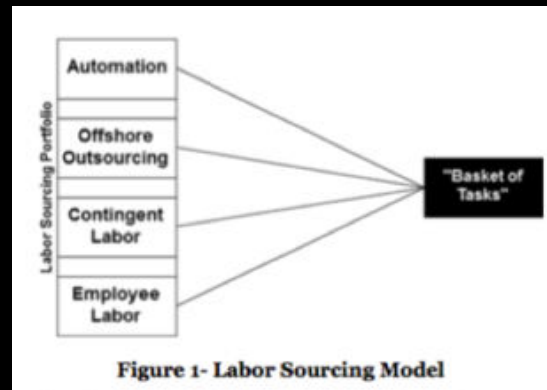 Labor Sourcing Portfolio
Automation
Offshore
Outsourcing
Contingent
Labor
Employee
Labor
"Basket of
Tasks"
Figure 1- Labor Sourcing Model